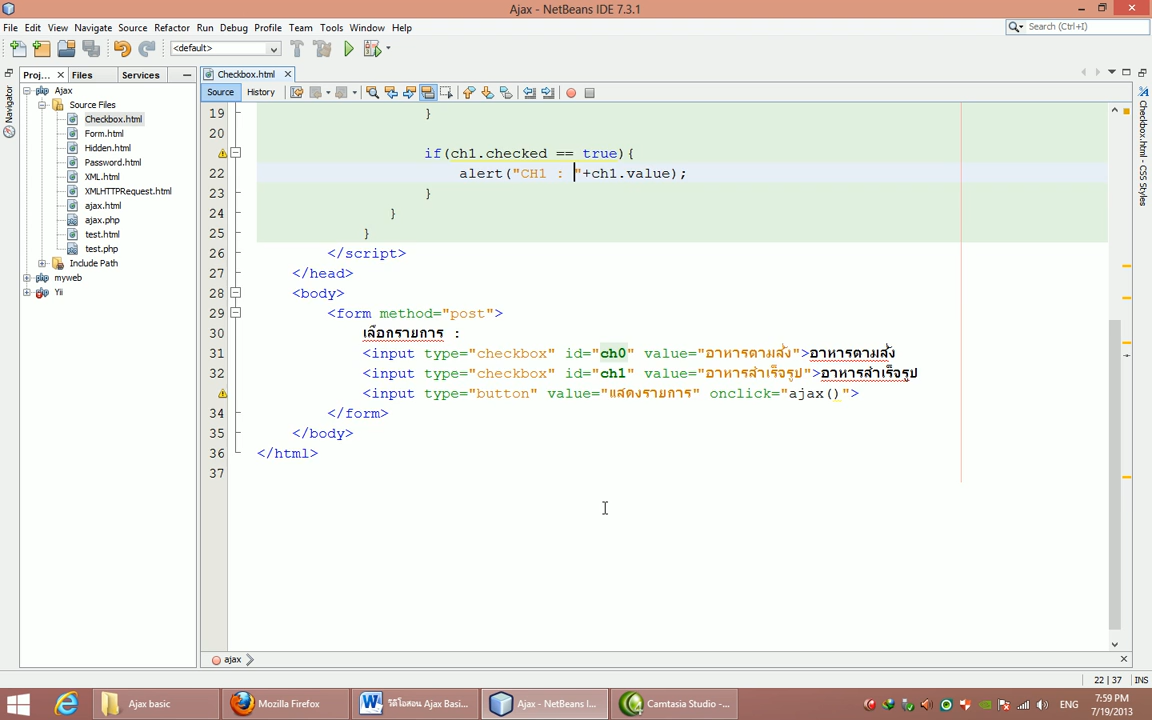 Ajax - NetBeans IDE 7.3.1
File Edit View Navigate Source Refactor Run Debug Profile Team Tools Window Help
Search (Ctrl+I)
<default>
Proj... Files Services
Checkbox.html
Source History
Navigator
Ajax
Source Files
Checkbox.html
Form.html
Hidden.html
Password.html
XML.html
XMLHTTPRequest.html
ajax.html
ajax.php
test.html
test.php
Include Path
myweb
Yii
19 }
20
if(ch1.checked == true){
22 alert("CH1 : "+ch1.value);
23 }
24 }
25 }
26 </script>
27 </head>
28 <body>
29 <form method="post">
30 เลือกรายการ :
31 <input type="checkbox" id="ch0" value="อาหารตามสั่ง">อาหารตามสั่ง
32 <input type="checkbox" id="ch1" value="อาหารสำเร็จรูป">อาหารสำเร็จรูป
<input type="button" value="แสดงรายการ" onclick="ajax()">
34 </form>
35 </body>
36 </html>
37
Checkbox.html - CSS Styles
ajax
22 | 37 INS
Ajax basic
Mozilla Firefox
วีดีโอสอน Ajax Basi...
Ajax - NetBeans I...
Camtasia Studio -...
ENG
7:59 PM
7/19/2013